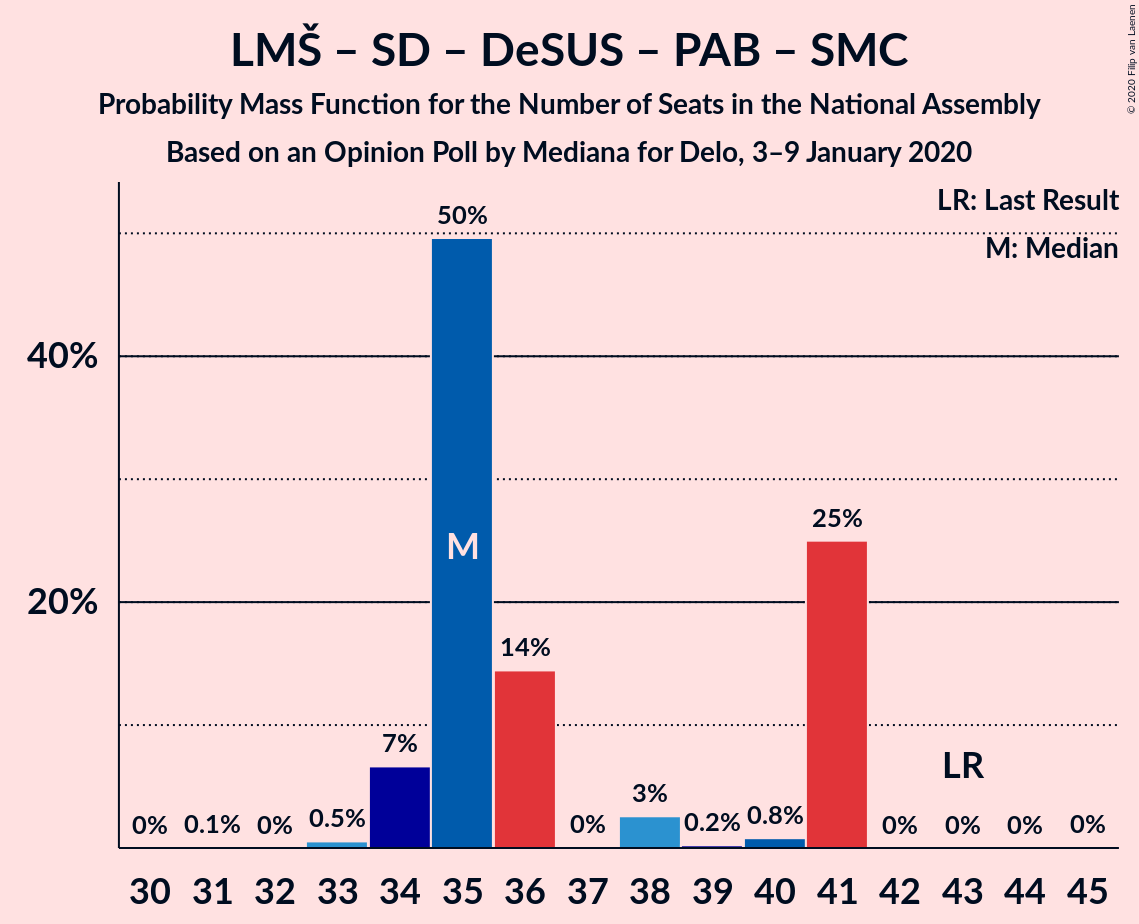 LMŠ – SD – DeSUS – PAB – SMC
Probability Mass Function for the Number of Seats in the National Assembly
Based on an Opinion Poll by Mediana for Delo, 3–9 January 2020
© 2020 Filip van Laenen
LR: Last Result
M: Median
40%
20%
0%
0.1%
0%
0.5%
7%
50%
M
14%
0%
3%
0.2%
0.8%
25%
0%
LR
0%
0%
0%
30 31 32 33 34 35 36 37 38 39 40 41 42 43 44 45